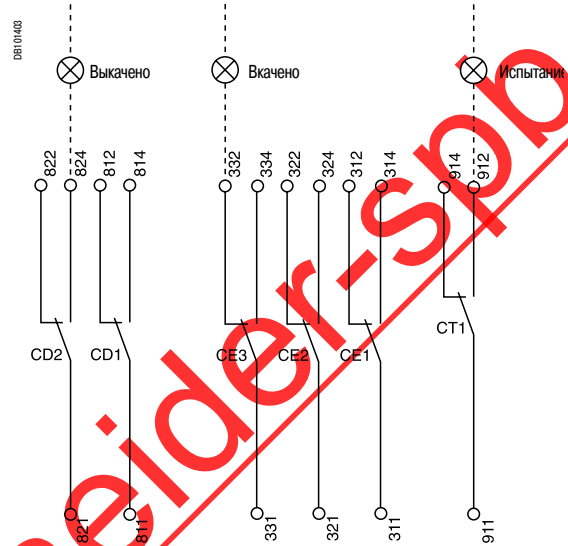 DB101403
Выкачено
Вкачено
Испытание
822 824 812 814 332 334 322 324 312 314 914 912
CD2 CD1 CE3 CE2 CE1 CT1
821 811 331 321 311 911
eider-spb